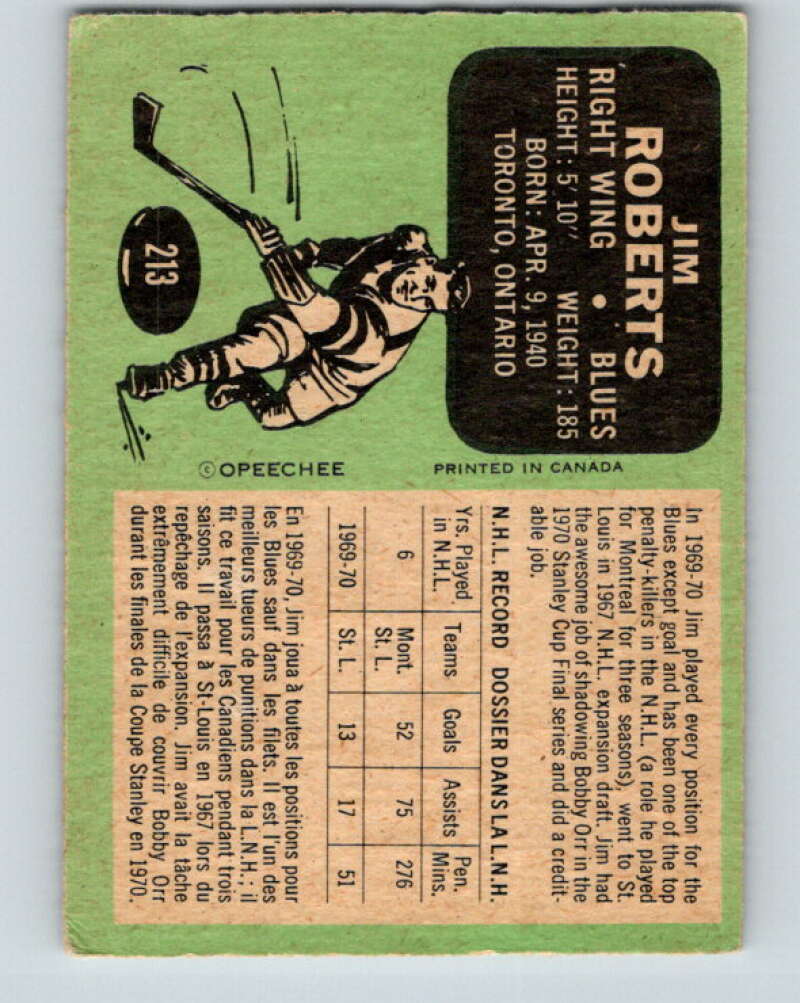 JIM
ROBERTS
RIGHT WING • BLUES
HEIGHT: 5'10" WEIGHT: 185
BORN: APR. 9, 1940
TORONTO, ONTARIO
213
© OPEECHEE
PRINTED IN CANADA
In 1969-70 Jim played every position for the
Blues except goal and has been one of the top
penalty-killers in the N.H.L. (a role he played
for Montreal for three seasons), went to St.
Louis in 1967 N.H.L. expansion draft. Jim had
the awesome job of shadowing Bobby Orr in the
1970 Stanley Cup Final series and did a credit-
able job.
N.H.L. RECORD DOSSIER DANS LA L.N.H.
Yrs. Played in N.H.L. Teams Goals Assists Pen. Mins.
6 Mont. St. L. 52 75 276
1969-70 St. L. 13 17 51
En 1969-70, Jim joua à toutes les positions pour
les Blues sauf dans les filets. Il est l'un des
meilleurs tueurs de punitions dans la L.N.H.; il
fit ce travail pour les Canadiens pendant trois
saisons. Il passa à St-Louis en 1967 lors du
repêchage de l'expansion. Jim avait la tâche
extrêmement difficile de couvrir Bobby Orr
durant les finales de la Coupe Stanley en 1970.